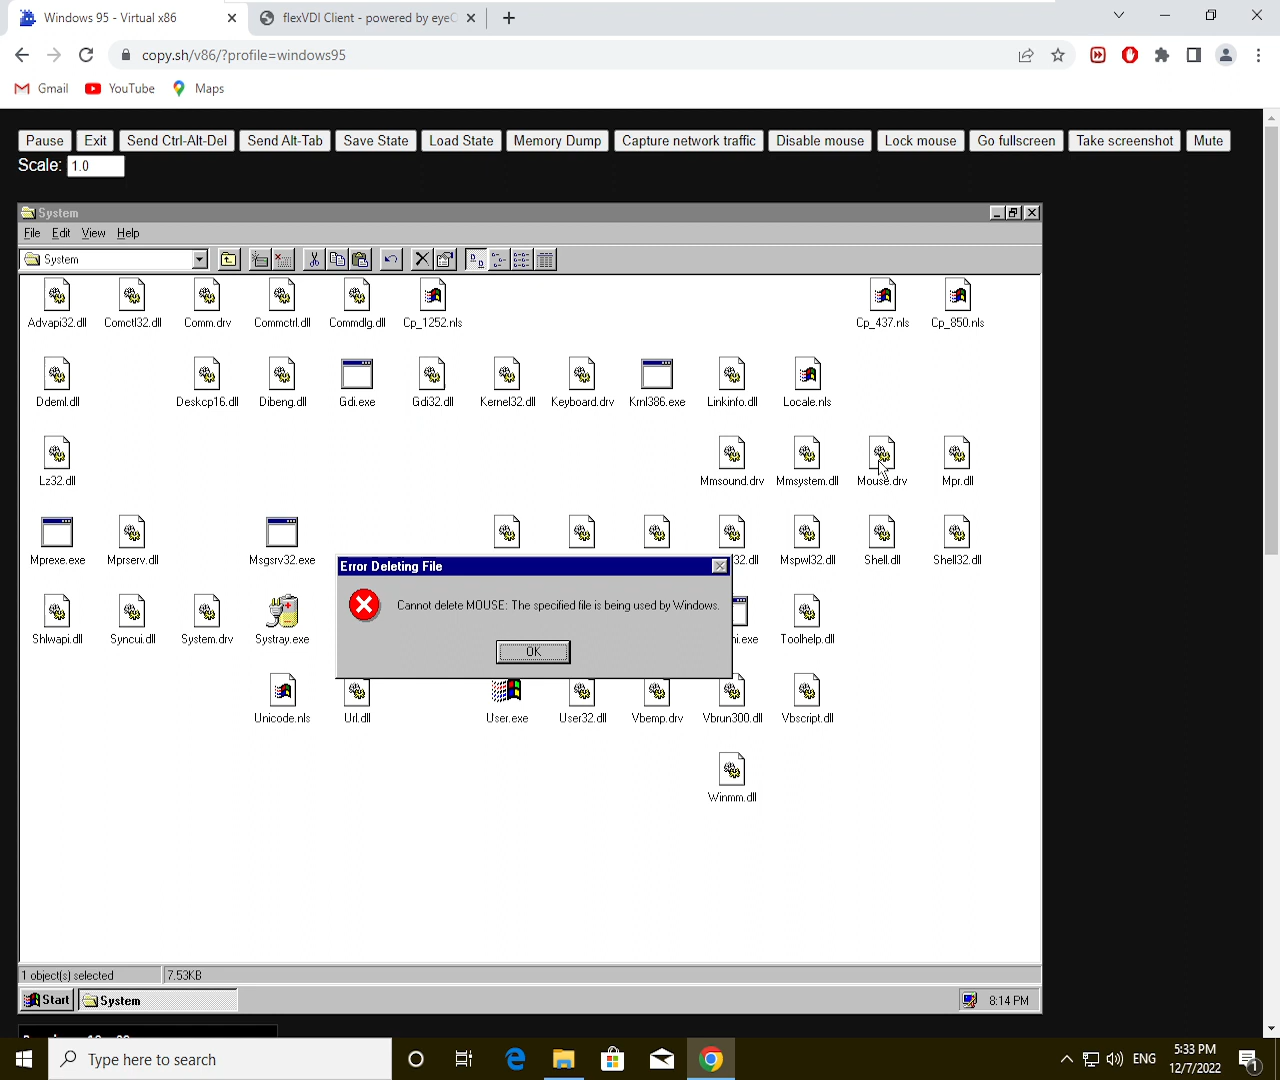 Windows 95 - Virtual x86
flexVDI Client - powered by eyeO
copy.sh/v86/?profile=windows95
Gmail YouTube Maps
Pause Exit Send Ctrl-Alt-Del Send Alt-Tab Save State Load State Memory Dump Capture network traffic Disable mouse Lock mouse Go fullscreen Take screenshot Mute
Scale: 1.0
System
File Edit View Help
System
Advapi32.dll Comctl32.dll Comm.drv Commctrl.dll Commdlg.dll Cp_1252.nls Cp_437.nls Cp_850.nls
Ddeml.dll Deskcp16.dll Dibeng.dll Gdi.exe Gdi32.dll Kernel32.dll Keyboard.drv Krnl386.exe Linkinfo.dll Locale.nls
Lz32.dll Mmsound.drv Mmsystem.dll Mouse.drv Mpr.dll
Mprexe.exe Mprserv.dll Msgsrv32.exe 32.dll Mspwl32.dll Shell.dll Shell32.dll
Error Deleting File
Cannot delete MOUSE: The specified file is being used by Windows.
OK
Shlwapi.dll Syncui.dll System.drv Systray.exe ni.exe Toolhelp.dll
Unicode.nls Url.dll User.exe User32.dll Vbemp.drv Vbrun300.dll Vbscript.dll
Winmm.dll
1 object(s) selected 7.53KB
Start System 8:14 PM
Type here to search
ENG
5:33 PM
12/7/2022
1